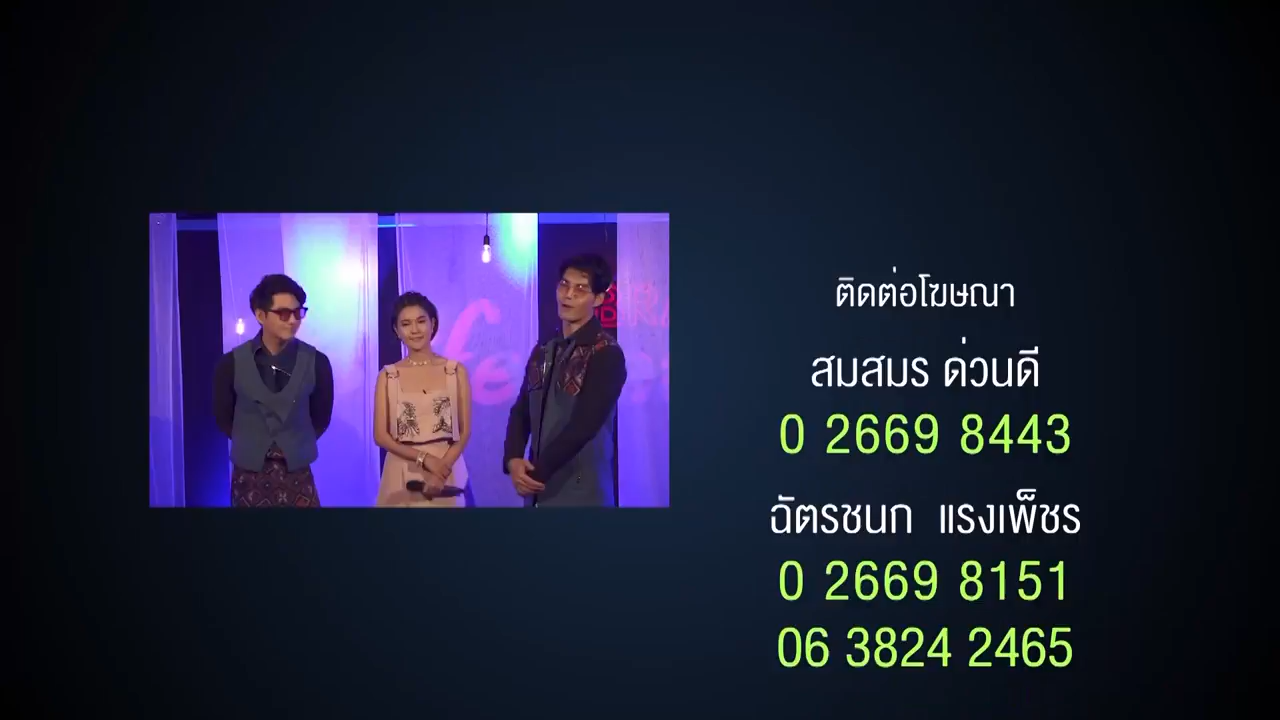 ติดต่อโฆษณา
สมสมร ด่วนดี
0 2669 8443
ฉัตรชนก แรงเพ็ชร
0 2669 8151
06 3824 2465